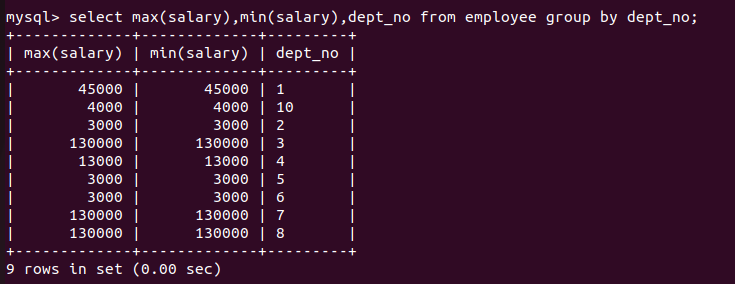 mysql> select max(salary),min(salary),dept_no from employee group by dept_no;
+-------------+-------------+---------+
| max(salary) | min(salary) | dept_no |
+-------------+-------------+---------+
|       45000 |       45000 | 1       |
|        4000 |        4000 | 10      |
|        3000 |        3000 | 2       |
|      130000 |      130000 | 3       |
|       13000 |       13000 | 4       |
|        3000 |        3000 | 5       |
|        3000 |        3000 | 6       |
|      130000 |      130000 | 7       |
|      130000 |      130000 | 8       |
+-------------+-------------+---------+
9 rows in set (0.00 sec)